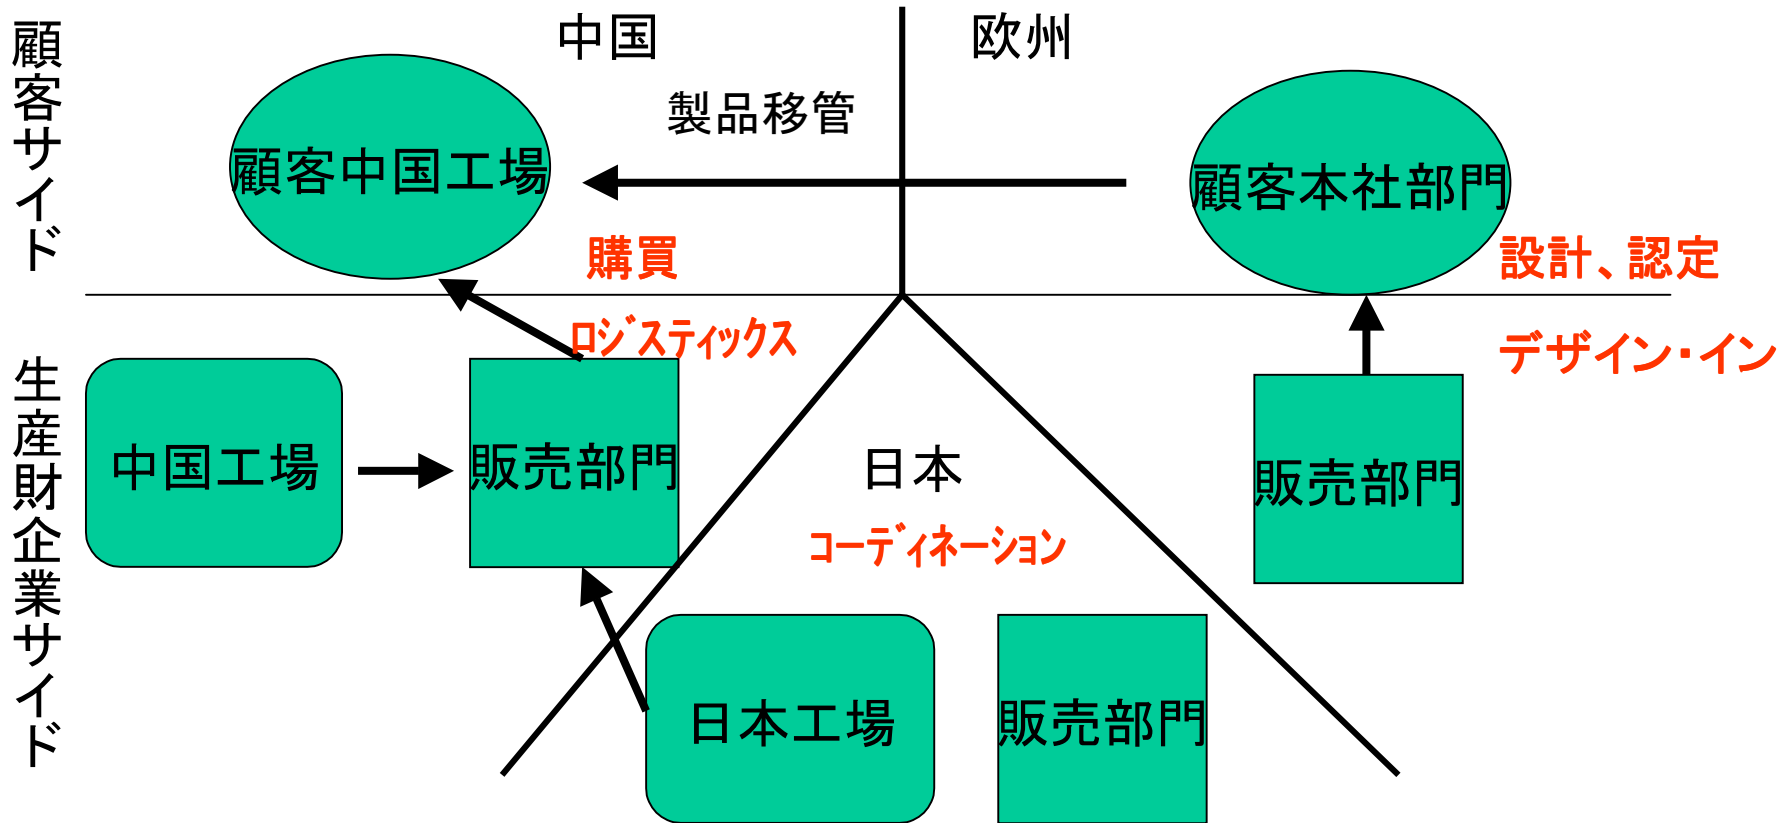 顧客サイド
中国
欧州
製品移管
顧客中国工場
顧客本社部門
購買
設計、認定
ロジスティックス
デザイン・イン
生産財企業サイド
中国工場
販売部門
日本
販売部門
コーディネーション
日本工場
販売部門